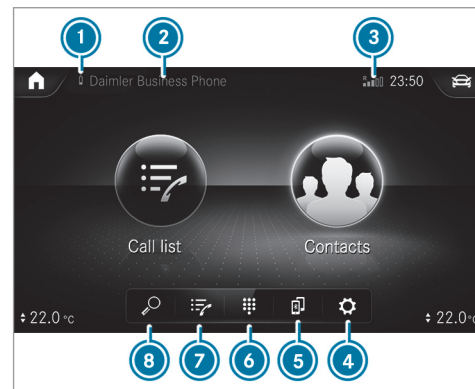 1 2 3
Daimler Business Phone 23:50
Call list Contacts
22.0 °C 22.0 °C
8 7 6 5 4